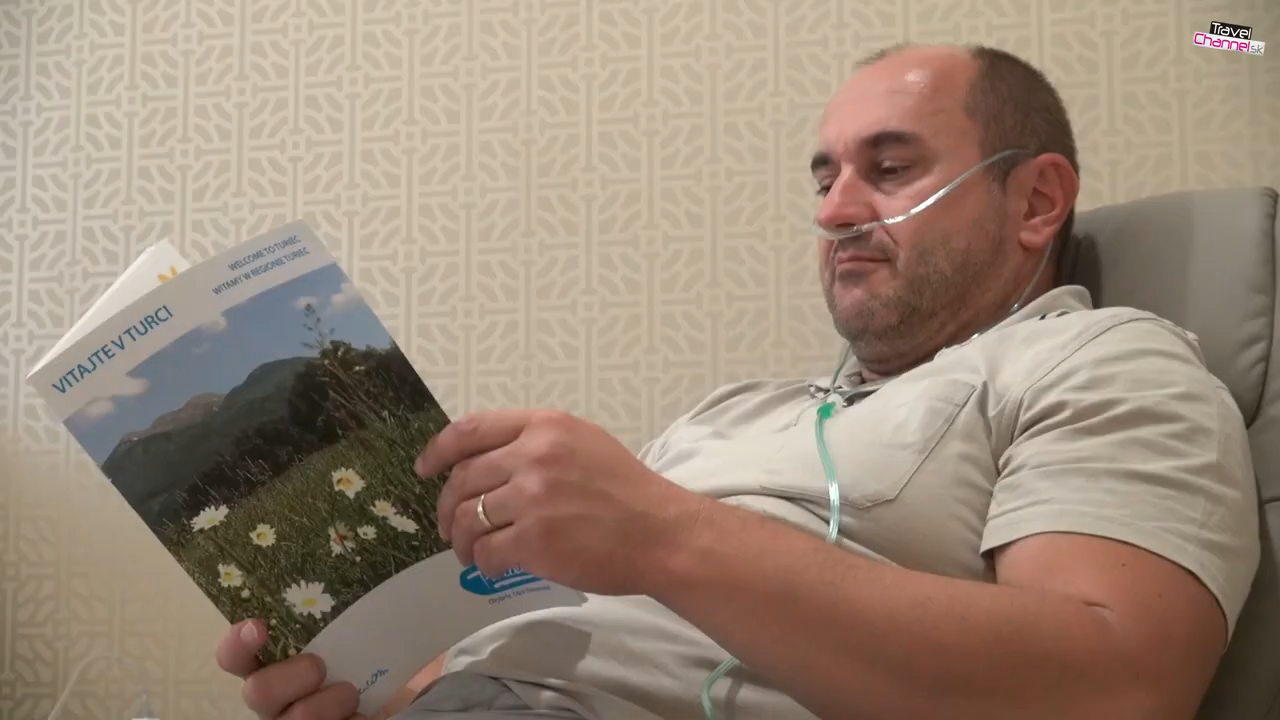 Travel
Channel.sk
WELCOME TO TURIEC
WITAMY W REGIONIE TURIEC
VITAJTE V TURCI